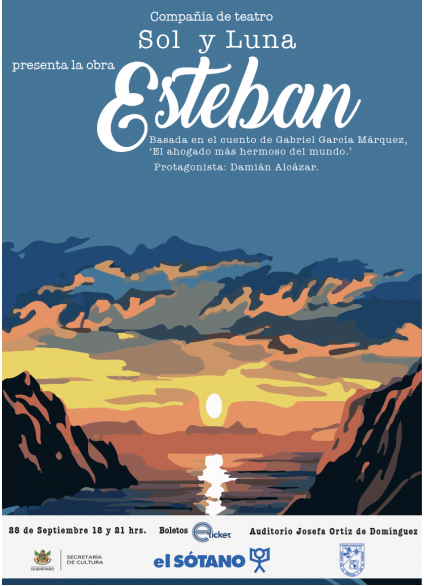 Compañía de teatro
Sol y Luna
presenta la obra
Esteban
Basada en el cuento de Gabriel García Márquez,
'El ahogado más hermoso del mundo.'
Protagonista: Damián Alcázar.
28 de Septiembre 18 y 21 hrs.
Boletos
eticket
Auditorio Josefa Ortiz de Domínguez
QUERÉTARO
SECRETARÍA
DE CULTURA
el SÓTANO